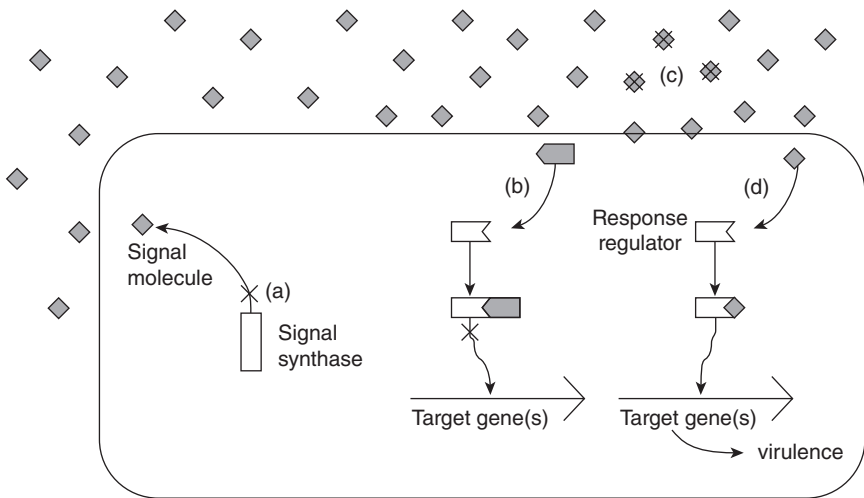 (c)
(b)
(d)
Response
regulator
Signal
molecule
(a)
Signal
synthase
Target gene(s)
Target gene(s)
virulence